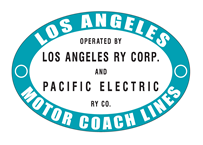 LOS ANGELES
OPERATED BY
LOS ANGELES RY CORP.
AND
PACIFIC ELECTRIC
RY CO.
MOTOR COACH LINES